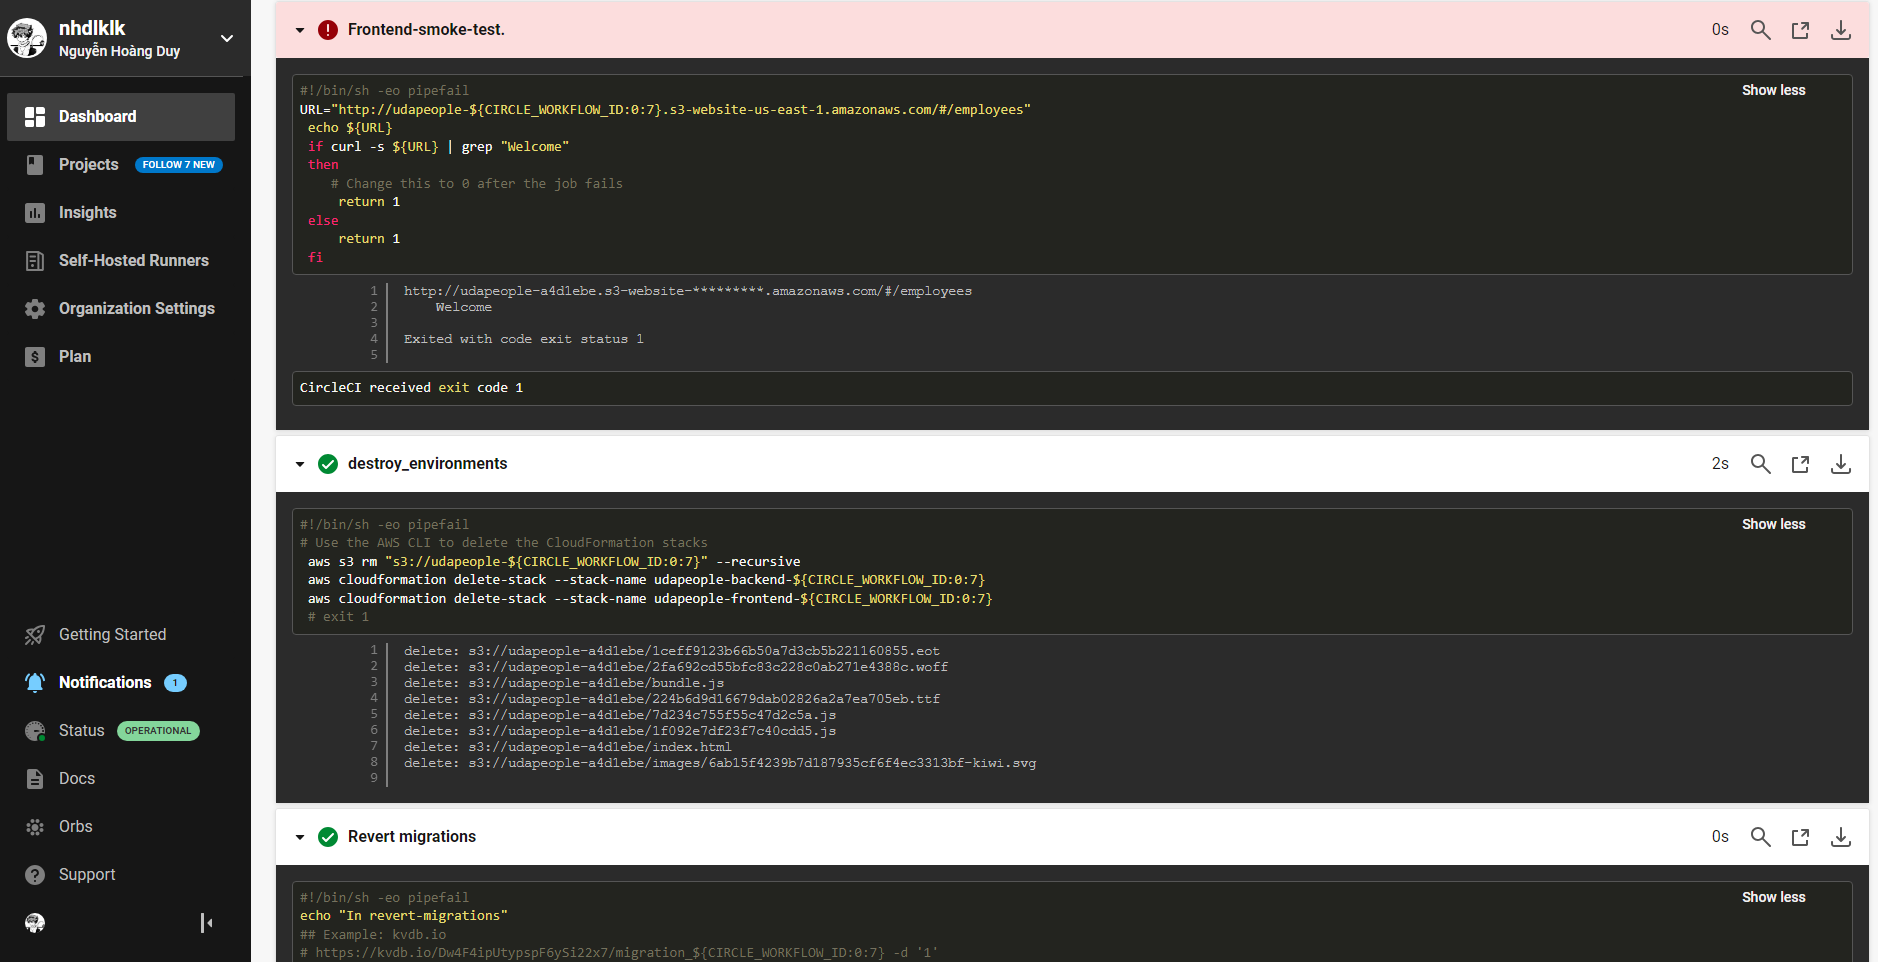 nhdlklk
Nguyễn Hoàng Duy
Dashboard
Projects FOLLOW 7 NEW
Insights
Self-Hosted Runners
Organization Settings
Plan
Getting Started
Notifications 1
Status OPERATIONAL
Docs
Orbs
Support
Frontend-smoke-test. 0s
#!/bin/sh -eo pipefail Show less
URL="http://udapeople-${CIRCLE_WORKFLOW_ID:0:7}.s3-website-us-east-1.amazonaws.com/#/employees"
echo ${URL}
if curl -s ${URL} | grep "Welcome"
then
# Change this to 0 after the job fails
return 1
else
return 1
fi
1 http://udapeople-a4d1ebe.s3-website-*********.amazonaws.com/#/employees
2 Welcome
3
4 Exited with code exit status 1
5
CircleCI received exit code 1
destroy_environments 2s
#!/bin/sh -eo pipefail Show less
# Use the AWS CLI to delete the CloudFormation stacks
aws s3 rm "s3://udapeople-${CIRCLE_WORKFLOW_ID:0:7}" --recursive
aws cloudformation delete-stack --stack-name udapeople-backend-${CIRCLE_WORKFLOW_ID:0:7}
aws cloudformation delete-stack --stack-name udapeople-frontend-${CIRCLE_WORKFLOW_ID:0:7}
# exit 1
1 delete: s3://udapeople-a4d1ebe/1ceff9123b66b50a7d3cb5b221160855.eot
2 delete: s3://udapeople-a4d1ebe/2fa692cd55bfc83c228c0ab271e4388c.woff
3 delete: s3://udapeople-a4d1ebe/bundle.js
4 delete: s3://udapeople-a4d1ebe/224b6d9d16679dab02826a2a7ea705eb.ttf
5 delete: s3://udapeople-a4d1ebe/7d234c755f55c47d2c5a.js
6 delete: s3://udapeople-a4d1ebe/1f092e7df23f7c40cdd5.js
7 delete: s3://udapeople-a4d1ebe/index.html
8 delete: s3://udapeople-a4d1ebe/images/6ab15f4239b7d187935cf6f4ec3313bf-kiwi.svg
9
Revert migrations 0s
#!/bin/sh -eo pipefail Show less
echo "In revert-migrations"
## Example: kvdb.io
# https://kvdb.io/Dw4F4ipUtypspF6ySi22x7/migration_${CIRCLE_WORKFLOW_ID:0:7} -d '1'